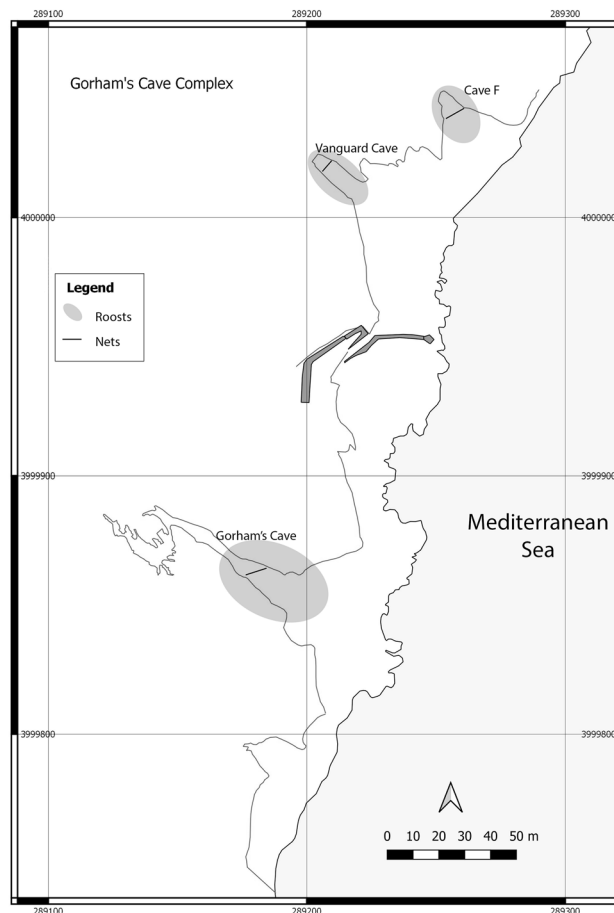 289100 289200 289300
Gorham's Cave Complex
Cave F
Vanguard Cave
4000000 4000000
Legend
Roosts
Nets
3999900 3999900
Gorham's Cave
Mediterranean
Sea
3999800 3999800
0 10 20 30 40 50 m
289100 289200 289300